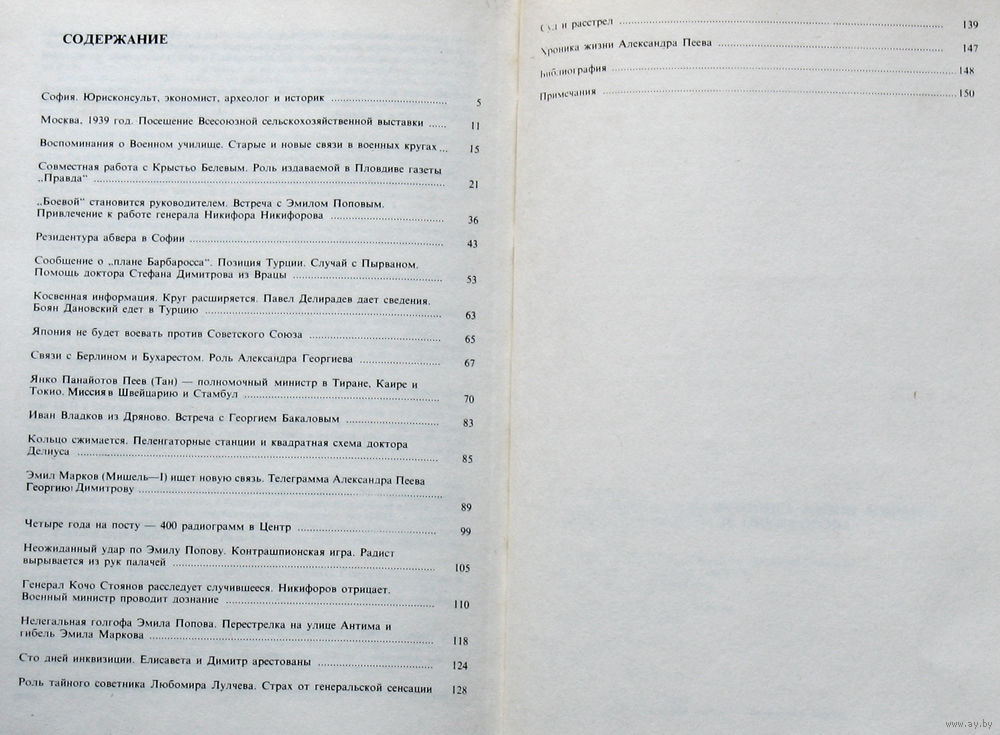 СОДЕРЖАНИЕ
София. Юрисконсульт, экономист, археолог и историк ........ 5
Москва, 1939 год. Посещение Всесоюзной сельскохозяйственной выставки ...... 11
Воспоминания о Военном училище. Старые и новые связи в военных кругах ... 15
Совместная работа с Крыстьо Белевым. Роль издаваемой в Пловдиве газеты
„Правда“ ........ 21
„Боевой“ становится руководителем. Встреча с Эмилом Поповым.
Привлечение к работе генерала Никифора Никифорова ........ 36
Резидентура абвера в Софии ........ 43
Сообщение о „плане Барбаросса“. Позиция Турции. Случай с Пырваном.
Помощь доктора Стефана Димитрова из Врацы ........ 53
Косвенная информация. Круг расширяется. Павел Делирадев дает сведения.
Боян Дановский едет в Турцию ........ 63
Япония не будет воевать против Советского Союза ........ 65
Связи с Берлином и Бухарестом. Роль Александра Георгиева ........ 67
Янко Панайотов Пеев (Тан) — полномочный министр в Тиране, Каире и
Токио. Миссия в Швейцарию и Стамбул ........ 70
Иван Владков из Дряново. Встреча с Георгием Бакаловым ........ 83
Кольцо сжимается. Пеленгаторные станции и квадратная схема доктора
Делиуса ........ 85
Эмил Марков (Мишель—I) ищет новую связь. Телеграмма Александра Пеева
Георгию Димитрову ........
89
Четыре года на посту — 400 радиограмм в Центр ........ 99
Неожиданный удар по Эмилу Попову. Контрашпионская игра. Радист
вырывается из рук палачей ........ 105
Генерал Кочо Стоянов расследует случившееся. Никифоров отрицает.
Военный министр проводит дознание ........ 110
Нелегальная голгофа Эмила Попова. Перестрелка на улице Антима и
гибель Эмила Маркова ........ 118
Сто дней инквизиции. Елисавета и Димитр арестованы ........ 124
Роль тайного советника Любомира Лулчева. Страх от генеральской сенсации 128
и расстрел ........ 139
Хроника жизни Александра Пеева ........ 147
Библиография ........ 148
Примечания ........ 150
www.ay.by